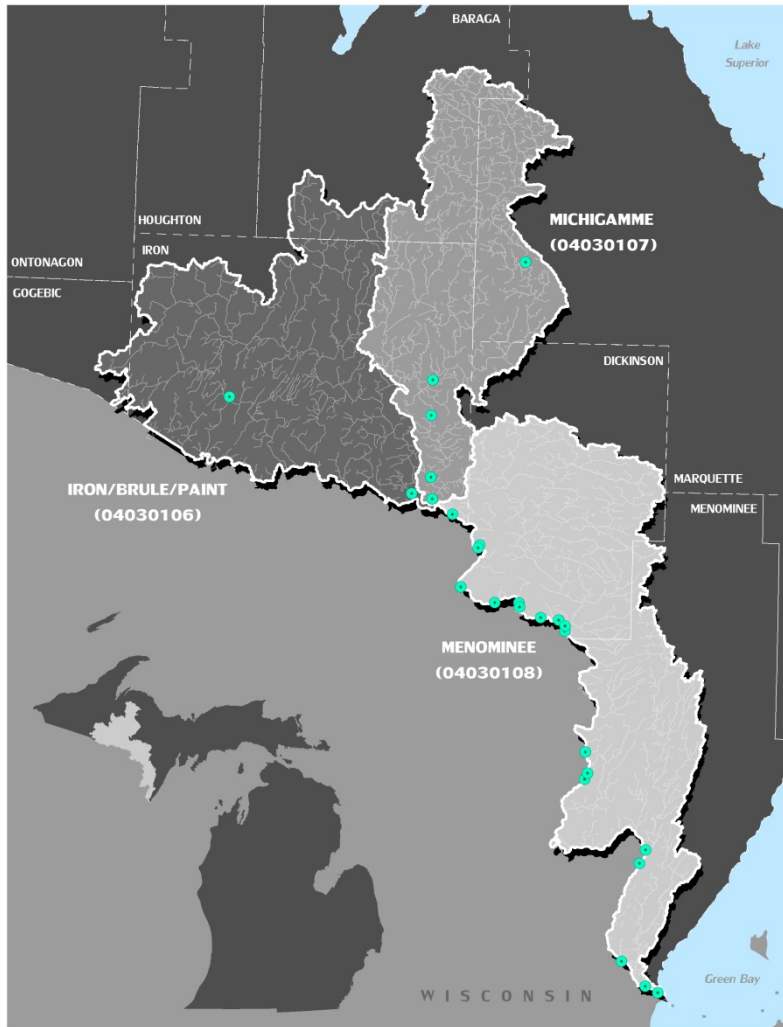 BARAGA
Lake
Superior
HOUGHTON
IRON
MICHIGAMME
(04030107)
ONTONAGON
GOGEBIC
DICKINSON
MARQUETTE
MENOMINEE
IRON/BRULE/PAINT
(04030106)
MENOMINEE
(04030108)
Green Bay
WISCONSIN